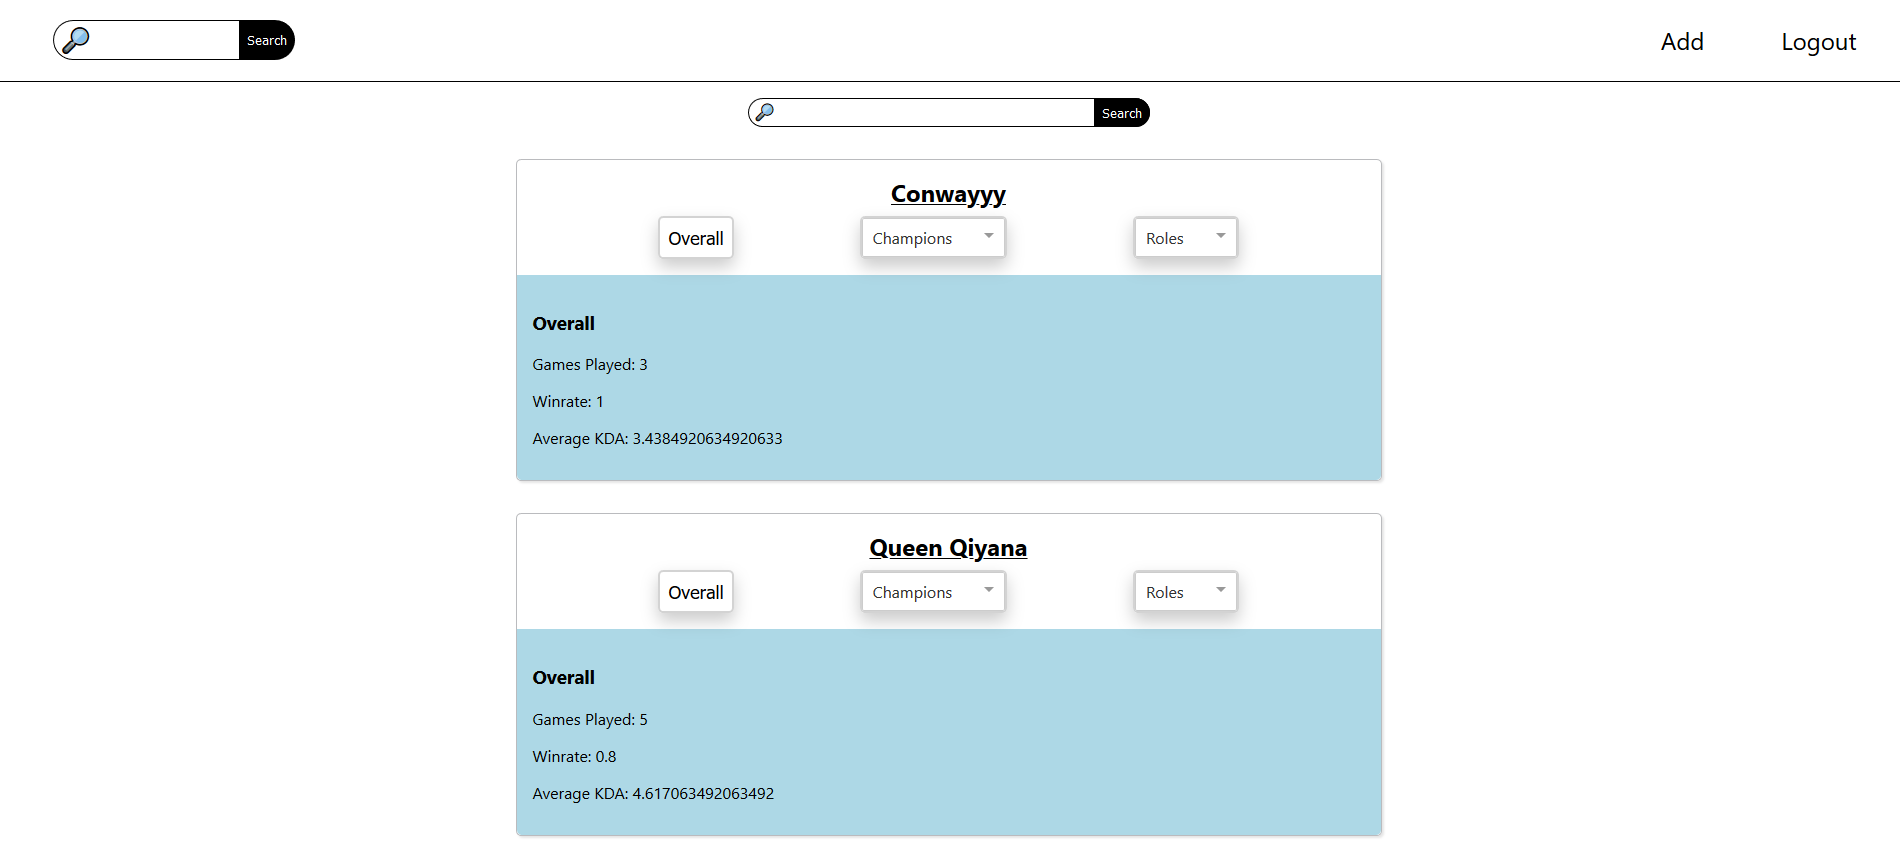 Search Add Logout
Search
Conwayyy
Overall Champions Roles
Overall
Games Played: 3
Winrate: 1
Average KDA: 3.4384920634920633
Queen Qiyana
Overall Champions Roles
Overall
Games Played: 5
Winrate: 0.8
Average KDA: 4.617063492063492